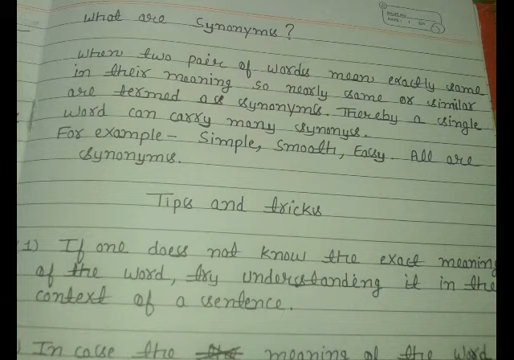 What are Synonyms?
When two pair of words mean exactly same
in their meaning so nearly same or similar
are termed as synonyms. Thereby a single
word can carry many synonys.
For example - Simple, Smooth, Easy. All are
synonyms.
Tips and tricks
1) If one does not know the exact meaning
of the word, try understanding it in the
context of a sentence.
In case the meaning of the word